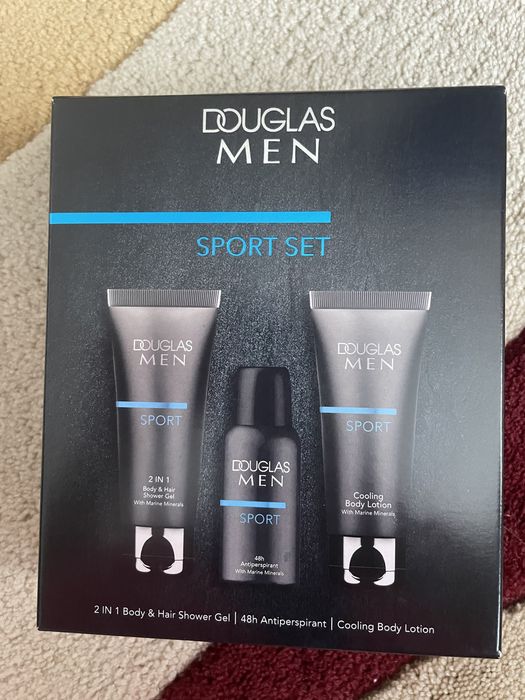 DOUGLAS
MEN
SPORT SET
DOUGLAS
MEN
SPORT
2 IN 1
Body & Hair
Shower Gel
With Marine Minerals
DOUGLAS
MEN
SPORT
48h
Antiperspirant
With Marine Minerals
DOUGLAS
MEN
SPORT
Cooling
Body Lotion
With Marine Minerals
2 IN 1 Body & Hair Shower Gel | 48h Antiperspirant | Cooling Body Lotion